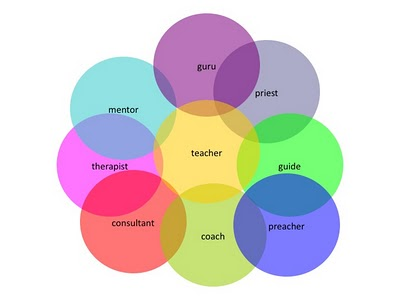 guru
priest
mentor
teacher
therapist
guide
consultant
preacher
coach